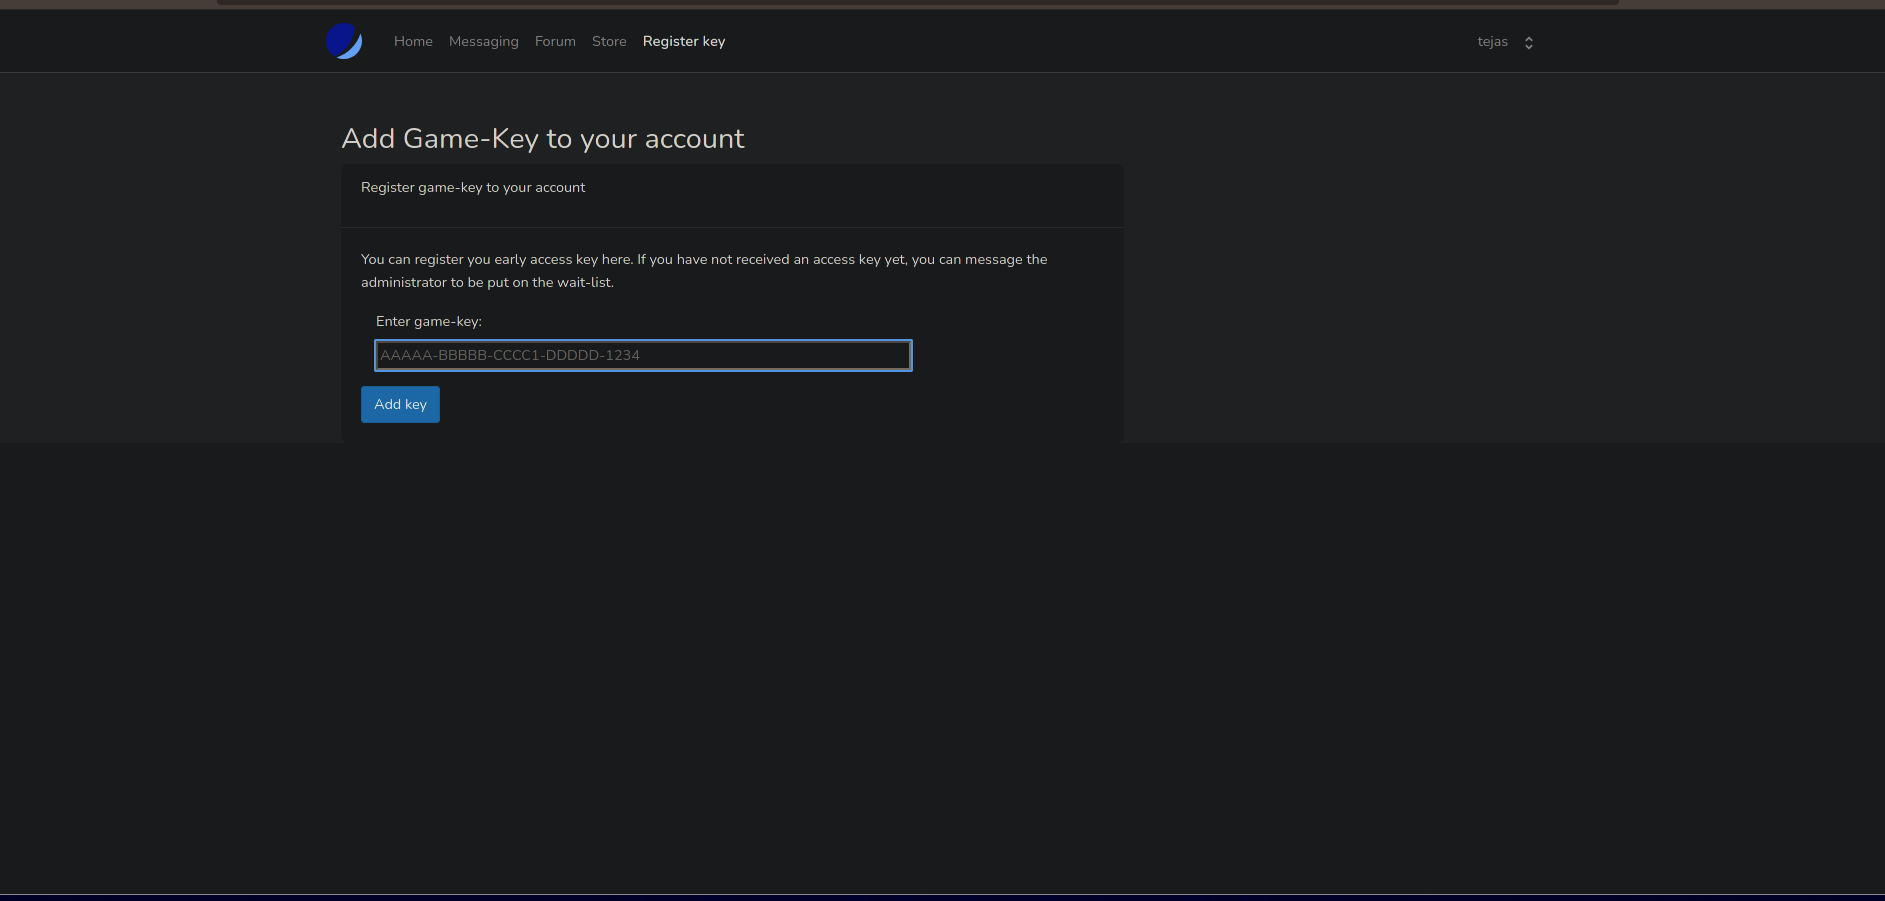 Home Messaging Forum Store Register key tejas
Add Game-Key to your account
Register game-key to your account
You can register you early access key here. If you have not received an access key yet, you can message the
administrator to be put on the wait-list.
Enter game-key:
AAAAA-BBBBB-CCCC1-DDDDD-1234
Add key